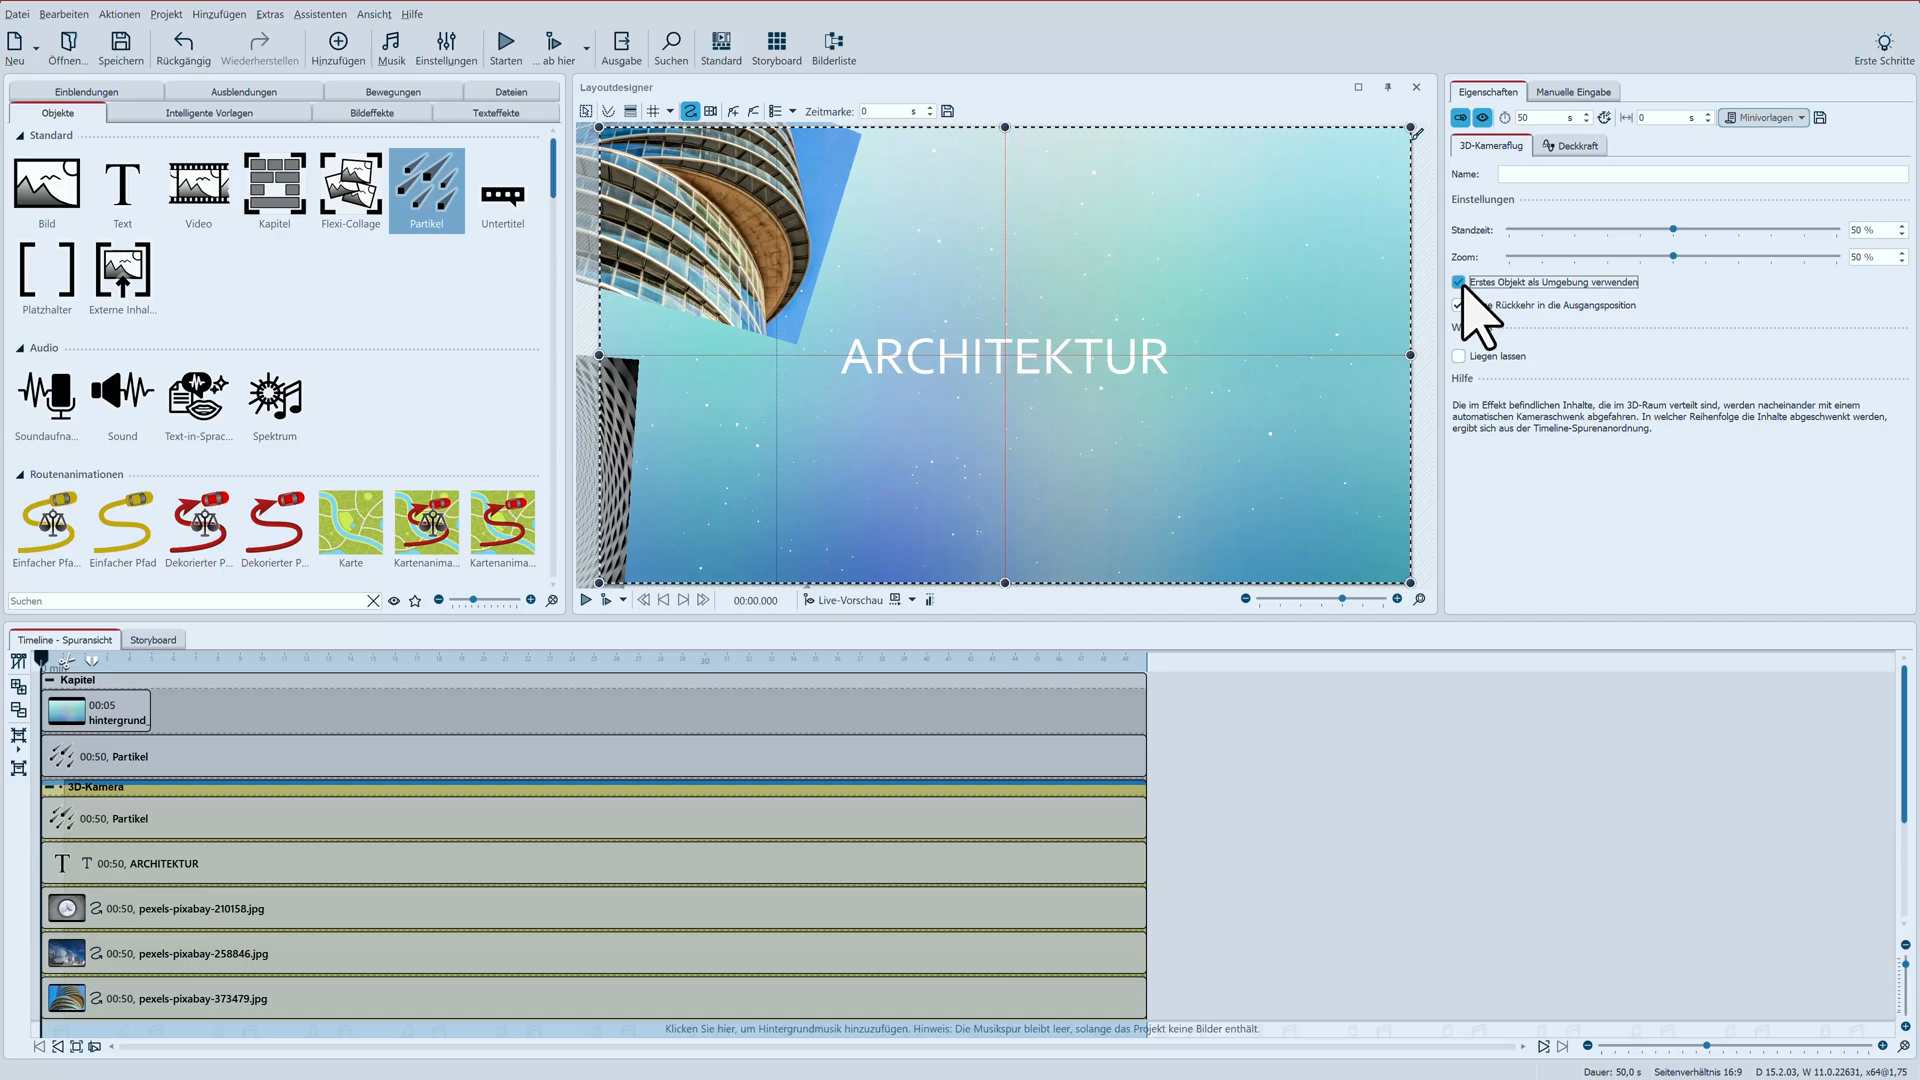 Datei Bearbeiten Aktionen Projekt Hinzufügen Extras Assistenten Ansicht Hilfe
Neu Öffnen... Speichern Rückgängig Wiederherstellen Hinzufügen Musik Einstellungen Starten ... ab hier Ausgabe Suchen Standard Storyboard Bilderliste Erste Schritte
Einblendungen Ausblendungen Bewegungen Dateien
Objekte Intelligente Vorlagen Bildeffekte Texteffekte
Standard
Bild Text Video Kapitel Flexi-Collage Partikel Untertitel
Platzhalter Externe Inhal...
Audio
Soundaufna... Sound Text-in-Sprac... Spektrum
Routenanimationen
Einfacher Pfa... Einfacher Pfad Dekorierter P... Dekorierter P... Karte Kartenanima... Kartenanima...
Suchen
Layoutdesigner
Zeitmarke: 0 s
ARCHITEKTUR
00:00.000 Live-Vorschau
Eigenschaften Manuelle Eingabe
50 s 0 s Minivorlagen
3D-Kameraflug Deckkraft
Name:
Einstellungen
Standzeit: 50 %
Zoom: 50 %
Erstes Objekt als Umgebung verwenden
Rückkehr in die Ausgangsposition
Liegen lassen
Hilfe
Die im Effekt befindlichen Inhalte, die im 3D-Raum verteilt sind, werden nacheinander mit einem
automatischen Kameraschwenk abgefahren. In welcher Reihenfolge die Inhalte abgeschwenkt werden,
ergibt sich aus der Timeline-Spurenanordnung.
Timeline - Spuransicht Storyboard
Kapitel
00:05
hintergrund_
00:50, Partikel
3D-Kamera
00:50, Partikel
T T 00:50, ARCHITEKTUR
00:50, pexels-pixabay-210158.jpg
00:50, pexels-pixabay-258846.jpg
00:50, pexels-pixabay-373479.jpg
Klicken Sie hier, um Hintergrundmusik hinzuzufügen. Hinweis: Die Musikspur bleibt leer, solange das Projekt keine Bilder enthält.
Dauer: 50,0 s Seitenverhältnis 16:9 D 15.2.03, W 11.0.22631, x64@1,75